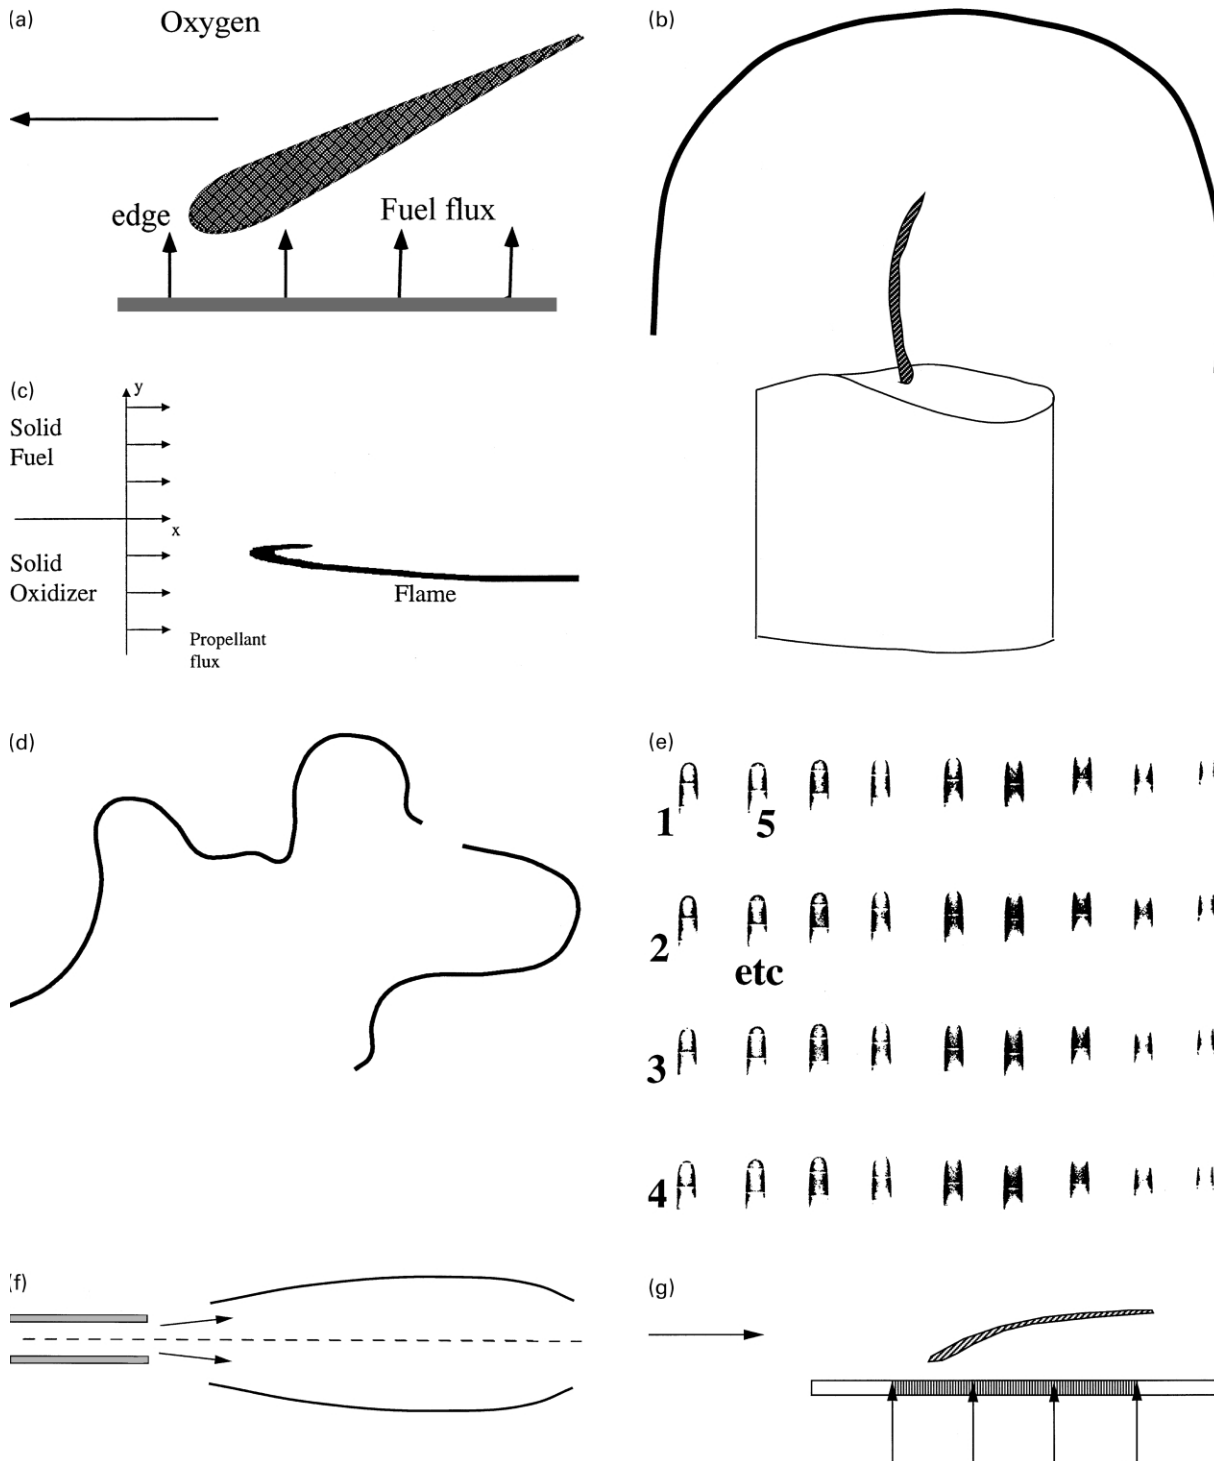 (a)
Oxygen
edge
Fuel flux
(b)
(c)
y
Solid
Fuel
x
Solid
Oxidizer
Flame
Propellant
flux
(d)
(e)
1
5
2
etc
3
4
(f)
(g)